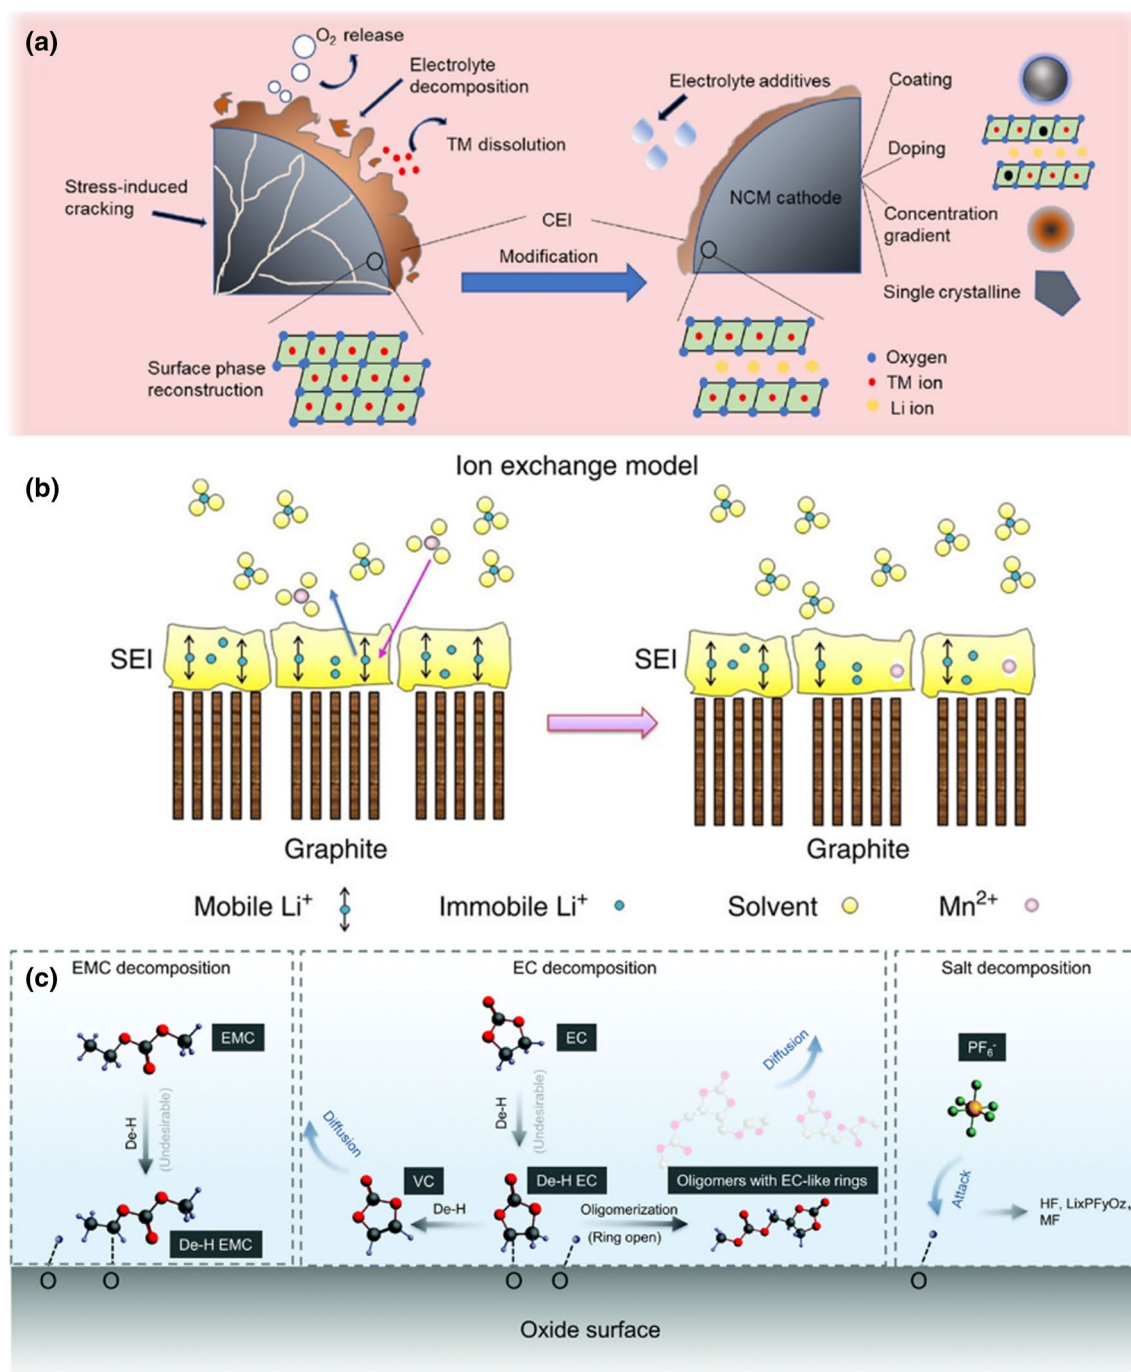 (a)
O2 release
Electrolyte
decomposition
TM dissolution
Stress-induced
cracking
CEI
Modification
Surface phase
reconstruction
Electrolyte additives
NCM cathode
Coating
Doping
Concentration
gradient
Single crystalline
Oxygen
TM ion
Li ion
(b)
Ion exchange model
SEI
SEI
Graphite
Graphite
Mobile Li+
Immobile Li+
Solvent
Mn2+
(c)
EMC decomposition
EMC
De-H
(Undesirable)
De-H EMC
O
O
EC decomposition
EC
De-H
(Undesirable)
Diffusion
VC
De-H
De-H EC
Oligomerization
(Ring open)
Diffusion
Oligomers with EC-like rings
O
O
Salt decomposition
PF6-
Attack
HF, LixPFyOz,
MF
O
Oxide surface